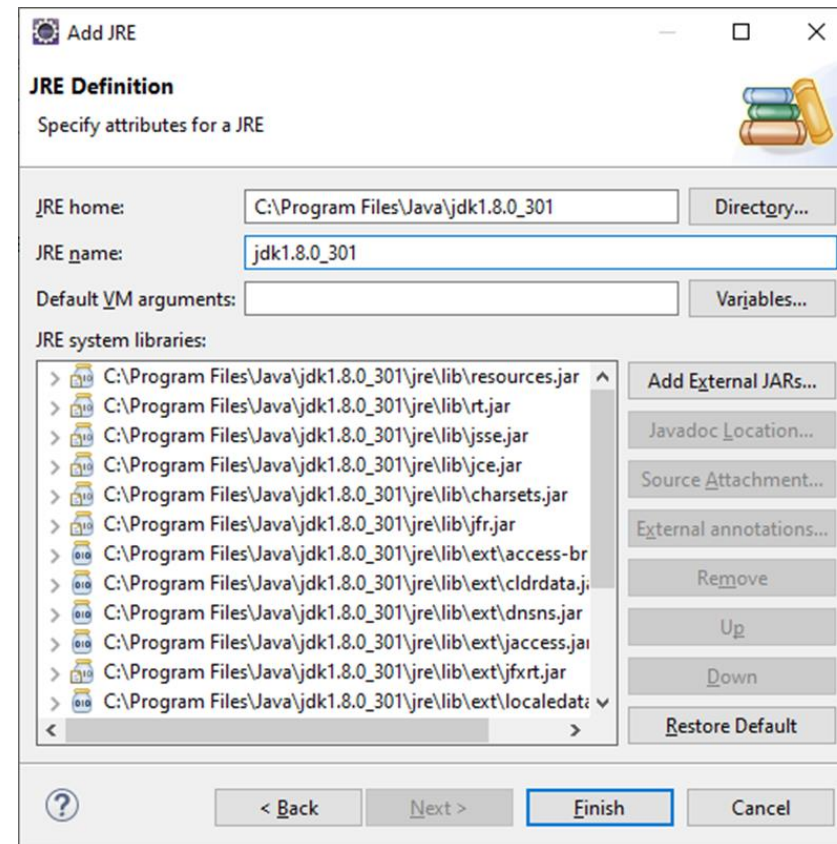 Add JRE
JRE Definition
Specify attributes for a JRE
JRE home: C:\Program Files\Java\jdk1.8.0_301 Directory...
JRE name: jdk1.8.0_301
Default VM arguments: Variables...
JRE system libraries:
C:\Program Files\Java\jdk1.8.0_301\jre\lib\resources.jar
C:\Program Files\Java\jdk1.8.0_301\jre\lib\rt.jar
C:\Program Files\Java\jdk1.8.0_301\jre\lib\jsse.jar
C:\Program Files\Java\jdk1.8.0_301\jre\lib\jce.jar
C:\Program Files\Java\jdk1.8.0_301\jre\lib\charsets.jar
C:\Program Files\Java\jdk1.8.0_301\jre\lib\jfr.jar
C:\Program Files\Java\jdk1.8.0_301\jre\lib\ext\access-br
C:\Program Files\Java\jdk1.8.0_301\jre\lib\ext\cldrdata.ja
C:\Program Files\Java\jdk1.8.0_301\jre\lib\ext\dnsns.jar
C:\Program Files\Java\jdk1.8.0_301\jre\lib\ext\jaccess.jar
C:\Program Files\Java\jdk1.8.0_301\jre\lib\ext\jfxrt.jar
C:\Program Files\Java\jdk1.8.0_301\jre\lib\ext\localedata
Add External JARs...
Javadoc Location...
Source Attachment...
External annotations...
Remove
Up
Down
Restore Default
? < Back Next > Finish Cancel